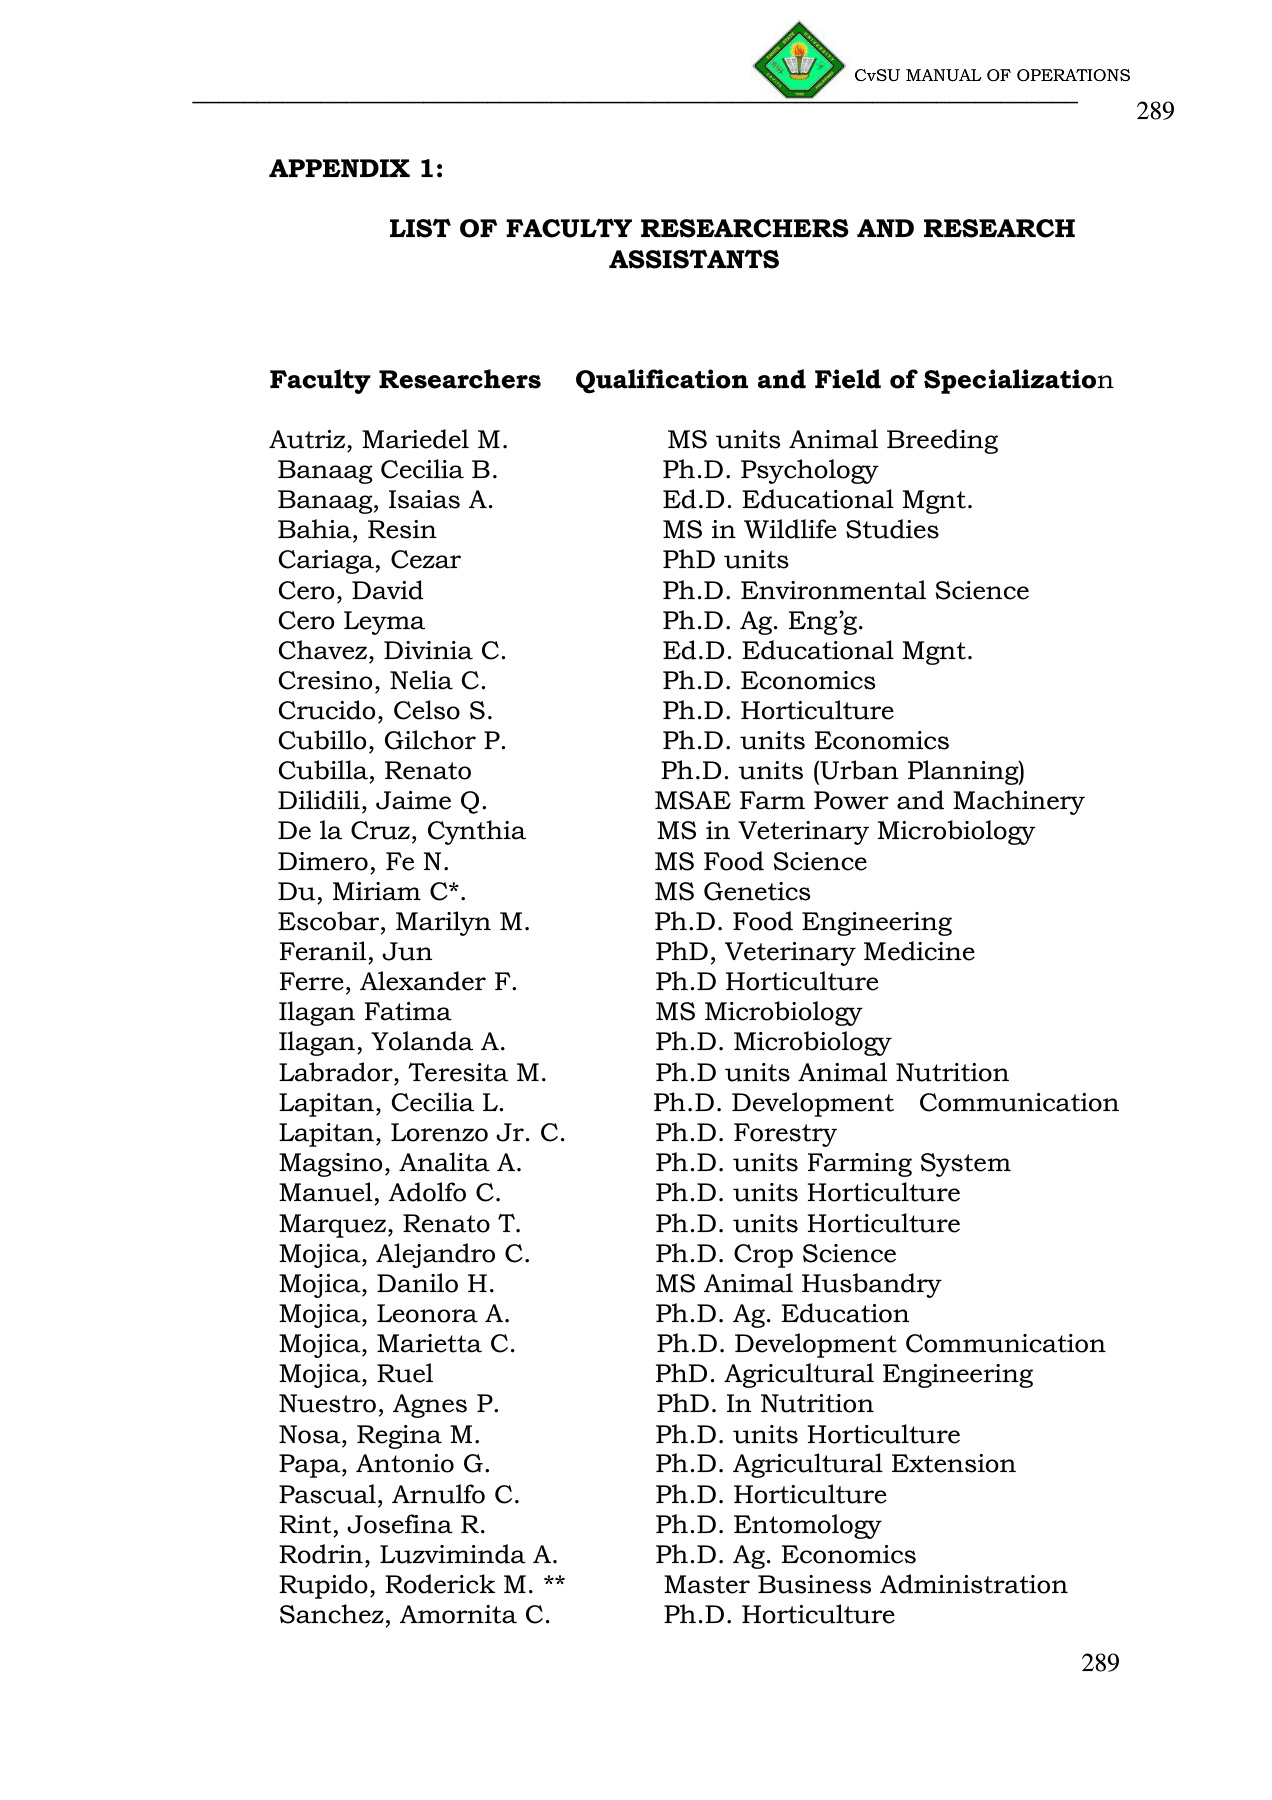 CvSU MANUAL OF OPERATIONS
289
APPENDIX 1:
LIST OF FACULTY RESEARCHERS AND RESEARCH
ASSISTANTS
Faculty Researchers Qualification and Field of Specialization
Autriz, Mariedel M. MS units Animal Breeding
Banaag Cecilia B. Ph.D. Psychology
Banaag, Isaias A. Ed.D. Educational Mgnt.
Bahia, Resin MS in Wildlife Studies
Cariaga, Cezar PhD units
Cero, David Ph.D. Environmental Science
Cero Leyma Ph.D. Ag. Eng’g.
Chavez, Divinia C. Ed.D. Educational Mgnt.
Cresino, Nelia C. Ph.D. Economics
Crucido, Celso S. Ph.D. Horticulture
Cubillo, Gilchor P. Ph.D. units Economics
Cubilla, Renato Ph.D. units (Urban Planning)
Dilidili, Jaime Q. MSAE Farm Power and Machinery
De la Cruz, Cynthia MS in Veterinary Microbiology
Dimero, Fe N. MS Food Science
Du, Miriam C*. MS Genetics
Escobar, Marilyn M. Ph.D. Food Engineering
Feranil, Jun PhD, Veterinary Medicine
Ferre, Alexander F. Ph.D Horticulture
Ilagan Fatima MS Microbiology
Ilagan, Yolanda A. Ph.D. Microbiology
Labrador, Teresita M. Ph.D units Animal Nutrition
Lapitan, Cecilia L. Ph.D. Development Communication
Lapitan, Lorenzo Jr. C. Ph.D. Forestry
Magsino, Analita A. Ph.D. units Farming System
Manuel, Adolfo C. Ph.D. units Horticulture
Marquez, Renato T. Ph.D. units Horticulture
Mojica, Alejandro C. Ph.D. Crop Science
Mojica, Danilo H. MS Animal Husbandry
Mojica, Leonora A. Ph.D. Ag. Education
Mojica, Marietta C. Ph.D. Development Communication
Mojica, Ruel PhD. Agricultural Engineering
Nuestro, Agnes P. PhD. In Nutrition
Nosa, Regina M. Ph.D. units Horticulture
Papa, Antonio G. Ph.D. Agricultural Extension
Pascual, Arnulfo C. Ph.D. Horticulture
Rint, Josefina R. Ph.D. Entomology
Rodrin, Luzviminda A. Ph.D. Ag. Economics
Rupido, Roderick M. ** Master Business Administration
Sanchez, Amornita C. Ph.D. Horticulture
289